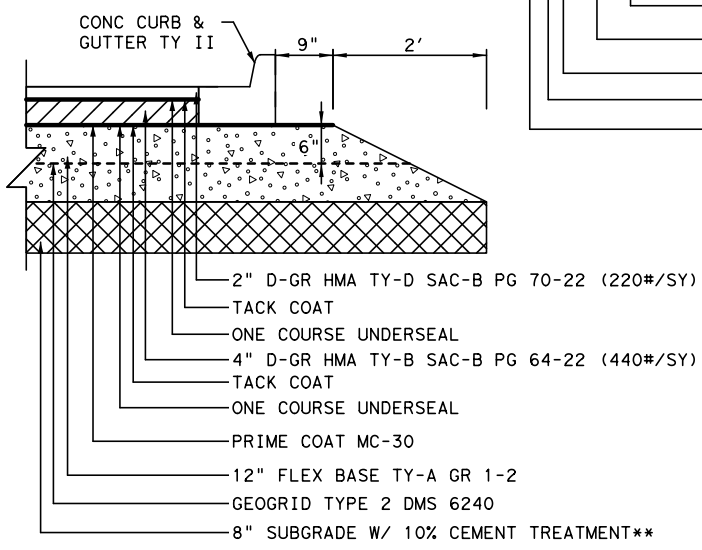 CONC CURB &
GUTTER TY II
9"
2'
6"
2" D-GR HMA TY-D SAC-B PG 70-22 (220#/SY)
TACK COAT
ONE COURSE UNDERSEAL
4" D-GR HMA TY-B SAC-B PG 64-22 (440#/SY)
TACK COAT
ONE COURSE UNDERSEAL
PRIME COAT MC-30
12" FLEX BASE TY-A GR 1-2
GEOGRID TYPE 2 DMS 6240
8" SUBGRADE W/ 10% CEMENT TREATMENT**